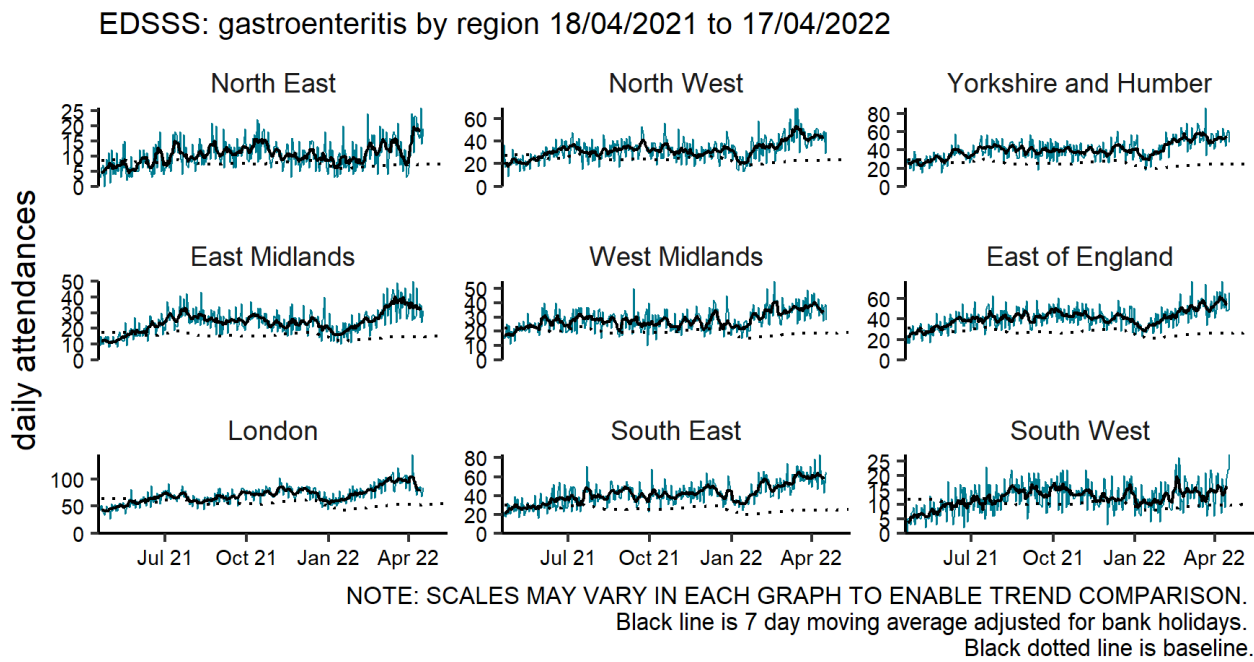 EDSSS: gastroenteritis by region 18/04/2021 to 17/04/2022
daily attendances
North East
25
20
15
10
5
0
North West
60
40
20
0
Yorkshire and Humber
80
60
40
20
0
East Midlands
50
40
30
20
10
0
West Midlands
50
40
30
20
10
0
East of England
60
40
20
0
London
100
50
0
Jul 21 Oct 21 Jan 22 Apr 22
South East
80
60
40
20
0
Jul 21 Oct 21 Jan 22 Apr 22
South West
25
20
15
10
5
0
Jul 21 Oct 21 Jan 22 Apr 22
NOTE: SCALES MAY VARY IN EACH GRAPH TO ENABLE TREND COMPARISON.
Black line is 7 day moving average adjusted for bank holidays.
Black dotted line is baseline.